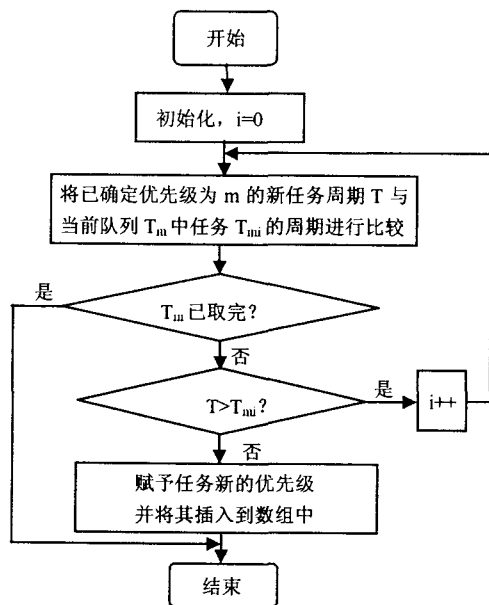 开始
初始化，i=0
将已确定优先级为 m 的新任务周期 T 与
当前队列 Tm 中任务 Tmi 的周期进行比较
是
Tm 已取完？
否
T>Tmi？
是
i++
否
赋予任务新的优先级
并将其插入到数组中
结束